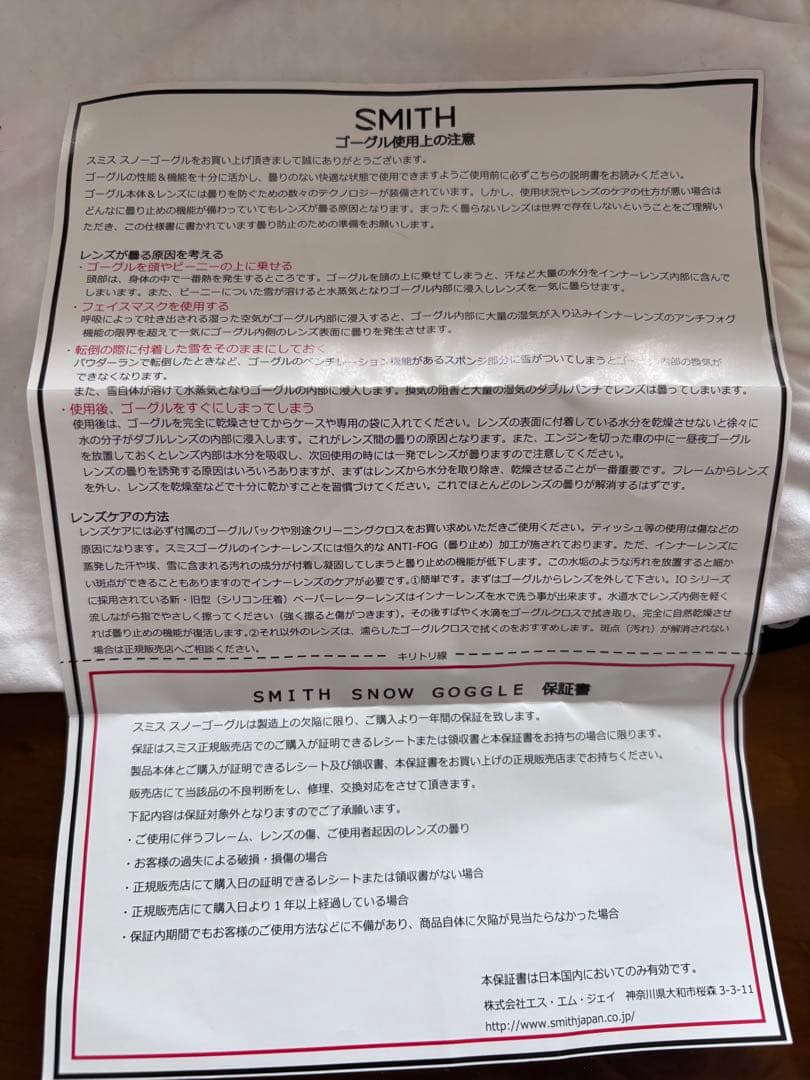 SMITH
ゴーグル使用上の注意
スミス スノーゴーグルをお買い上げ頂きまして誠にありがとうございます。
ゴーグルの性能&機能を十分に活かし、曇りのない快適な状態で使用できますようご使用前に必ずこちらの説明書をお読みください。
ゴーグル本体&レンズには曇りを防ぐための数々のテクノロジーが装備されています。しかし、使用状況やレンズのケアの仕方が悪い場合は
どんなに曇り止めの機能が備わっていてもレンズが曇る原因となります。まったく曇らないレンズは世界で存在しないということをご理解い
ただき、この仕様書に書かれています曇り防止のための準備をお願いします。
レンズが曇る原因を考える
・ゴーグルを頭やビーニーの上に乗せる
頭部は、身体の中で一番熱を発生するところです。ゴーグルを頭の上に乗せてしまうと、汗など大量の水分をインナーレンズ内部に含んで
しまいます。また、ビーニーについた雪が溶けると水蒸気となりゴーグル内部に浸入しレンズを一気に曇らせます。
・フェイスマスクを使用する
呼吸によって吐き出される湿った空気がゴーグル内部に浸入すると、ゴーグル内部に大量の湿気が入り込みインナーレンズのアンチフォグ
機能の限界を超えて一気にゴーグル内側のレンズ表面に曇りを発生させます。
・転倒の際に付着した雪をそのままにしておく
パウダーランで転倒したときなど、ゴーグルのベンチレーション機能があるスポンジ部分に雪がついてしまうとゴーグル内部の換気が
できなくなります。
また、雪自体が溶けて水蒸気となりゴーグルの内部に浸入します。換気の阻害と大量の湿気のダブルパンチでレンズは曇ってしまいます。
・使用後、ゴーグルをすぐにしまってしまう
使用後は、ゴーグルを完全に乾燥させてからケースや専用の袋に入れてください。レンズの表面に付着している水分を乾燥させないと徐々に
水の分子がダブルレンズの内部に浸入します。これがレンズ間の曇りの原因となります。また、エンジンを切った車の中に一昼夜ゴーグル
を放置しておくとレンズ内側は水分を吸収し、次回使用の時には一発でレンズが曇りますので注意してください。
レンズの曇りを誘発する原因はいろいろありますが、まずはレンズから水分を取り除き、乾燥させることが一番重要です。フレームからレンズ
を外し、レンズを乾燥室などで十分に乾かすことを習慣づけてください。これでほとんどのレンズの曇りが解消するはずです。
レンズケアの方法
レンズケアには必ず付属のゴーグルバックや別途クリーニングクロスをお買い求めいただきご使用ください。ティッシュ等の使用は傷などの
原因になります。スミスゴーグルのインナーレンズには恒久的なANTI-FOG（曇り止め）加工が施されております。ただ、インナーレンズに
蒸発した汗や埃、雪に含まれる汚れの成分が付着し凝固してしまうと曇り止めの機能が低下します。この水垢のような汚れを放置すると細か
い斑点ができることもありますのでインナーレンズのケアが必要です。①簡単です。まずはゴーグルからレンズを外して下さい。IOシリーズ
に採用されている新・旧型（シリコン圧着）ベーパーレーターレンズはインナーレンズを水で洗う事が出来ます。水道水でレンズ内側を軽く
流しながら指でやさしく擦ってください（強く擦ると傷がつきます）。その後すばやく水滴をゴーグルクロスで拭き取り、完全に自然乾燥させ
れば曇り止めの機能が復活します。②それ以外のレンズは、濡らしたゴーグルクロスで拭くのをおすすめします。斑点（汚れ）が解消されない
場合は正規販売店へご相談ください。
キリトリ線
SMITH SNOW GOGGLE 保証書
スミス スノーゴーグルは製造上の欠陥に限り、ご購入より一年間の保証を致します。
保証はスミス正規販売店でのご購入が証明できるレシートまたは領収書と本保証書をお持ちの場合に限ります。
製品本体とご購入が証明できるレシート及び領収書、本保証書をお買い上げの正規販売店までお持ちください。
販売店にて当該品の不良判断をし、修理、交換対応をさせて頂きます。
下記内容は保証対象外となりますのでご了承願います。
・ご使用に伴うフレーム、レンズの傷、ご使用者起因のレンズの曇り
・お客様の過失による破損・損傷の場合
・正規販売店にて購入日の証明できるレシートまたは領収書がない場合
・正規販売店にて購入日より1年以上経過している場合
・保証内期間でもお客様のご使用方法などに不備があり、商品自体に欠陥が見当たらなかった場合
本保証書は日本国内においてのみ有効です。
株式会社エス・エム・ジェイ 神奈川県大和市桜森 3-3-11
http://www.smithjapan.co.jp/